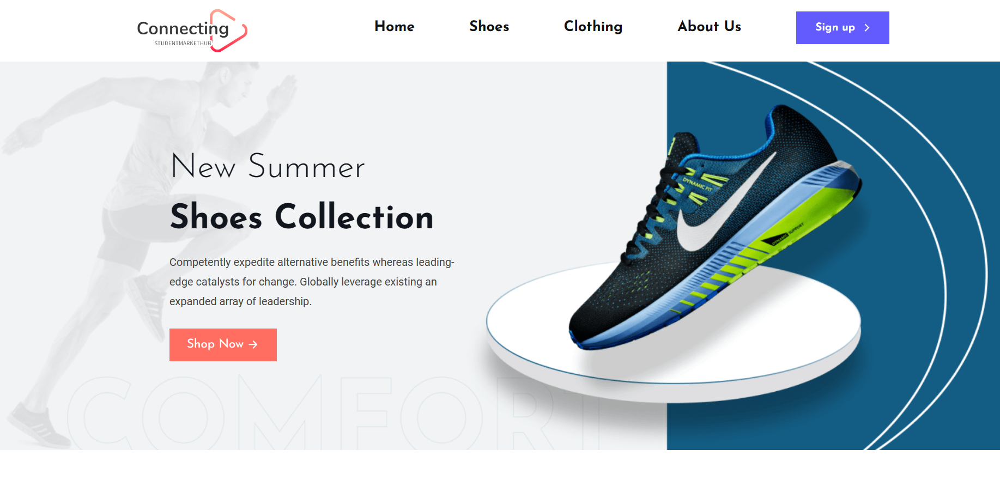 Connecting
STUDENTMARKETHUB
Home
Shoes
Clothing
About Us
Sign up
New Summer
Shoes Collection
Competently expedite alternative benefits whereas leading-
edge catalysts for change. Globally leverage existing an
expanded array of leadership.
Shop Now
DYNAMIC FIT
DYNAMIC SUPPORT
COMFORT